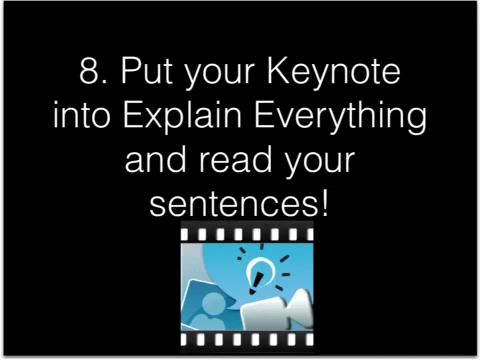 8. Put your Keynote
into Explain Everything
and read your
sentences!